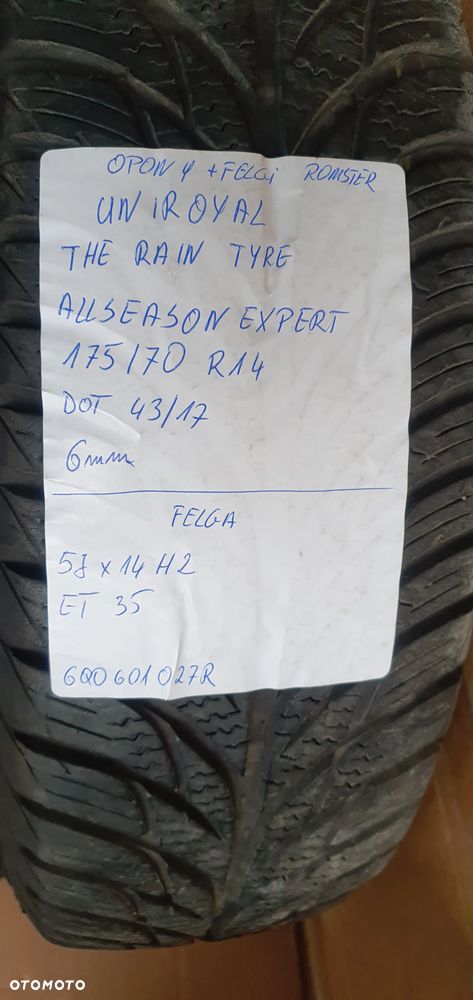 OPONY + FELGI ROMSTER
UNIROYAL
THE RAIN TYRE
ALLSEASON EXPERT
175/70 R14
DOT 43/17
6mm
FELGA
5J x 14 H2
ET 35
6Q0601027R
OTOMOTO